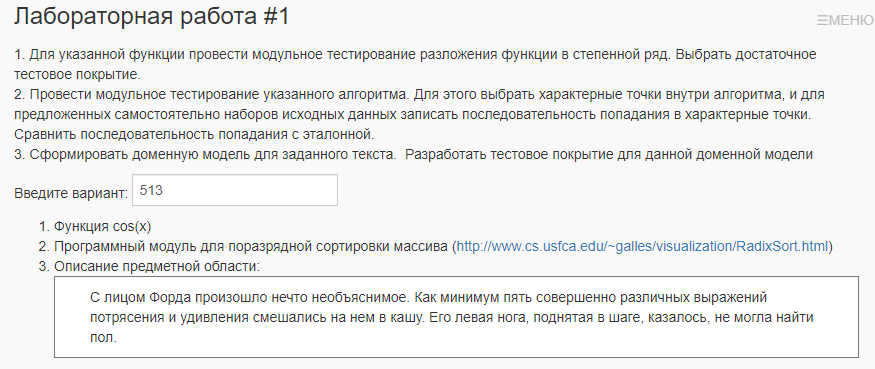 Лабораторная работа #1
☰МЕНЮ
1. Для указанной функции провести модульное тестирование разложения функции в степенной ряд. Выбрать достаточное
тестовое покрытие.
2. Провести модульное тестирование указанного алгоритма. Для этого выбрать характерные точки внутри алгоритма, и для
предложенных самостоятельно наборов исходных данных записать последовательность попадания в характерные точки.
Сравнить последовательность попадания с эталонной.
3. Сформировать доменную модель для заданного текста.  Разработать тестовое покрытие для данной доменной модели
Введите вариант: 513
1. Функция cos(x)
2. Программный модуль для поразрядной сортировки массива (http://www.cs.usfca.edu/~galles/visualization/RadixSort.html)
3. Описание предметной области:
С лицом Форда произошло нечто необъяснимое. Как минимум пять совершенно различных выражений
потрясения и удивления смешались на нем в кашу. Его левая нога, поднятая в шаге, казалось, не могла найти
пол.